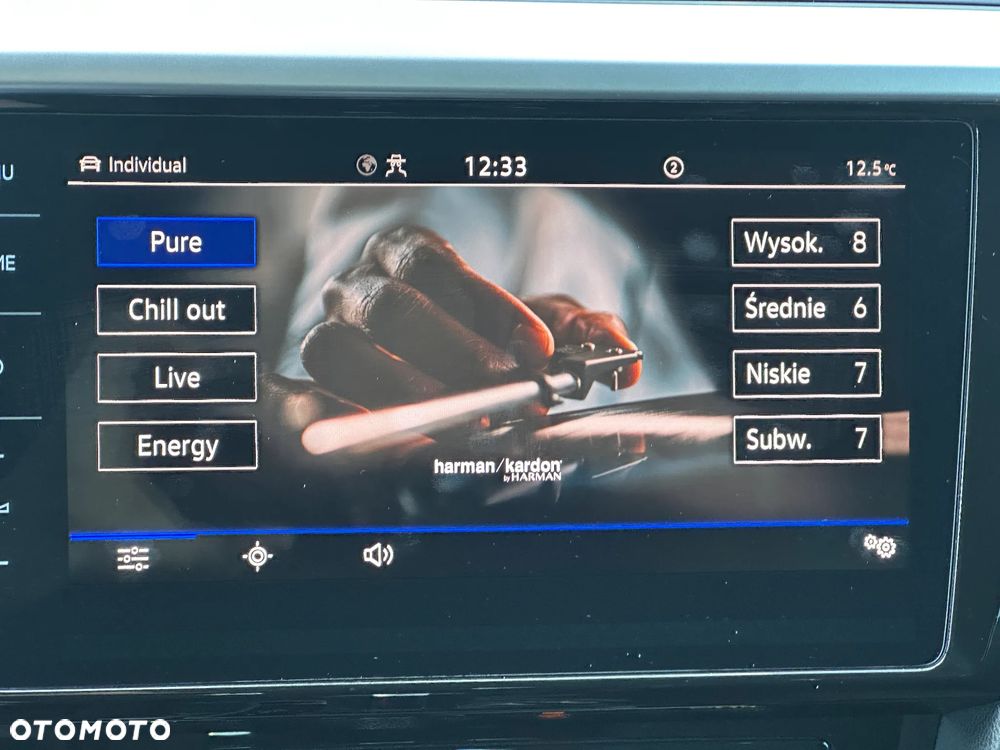 Individual 12:33 2 12.5°C
Pure
Chill out
Live
Energy
Wysok. 8
Średnie 6
Niskie 7
Subw. 7
harman/kardon
by HARMAN
OTOMOTO